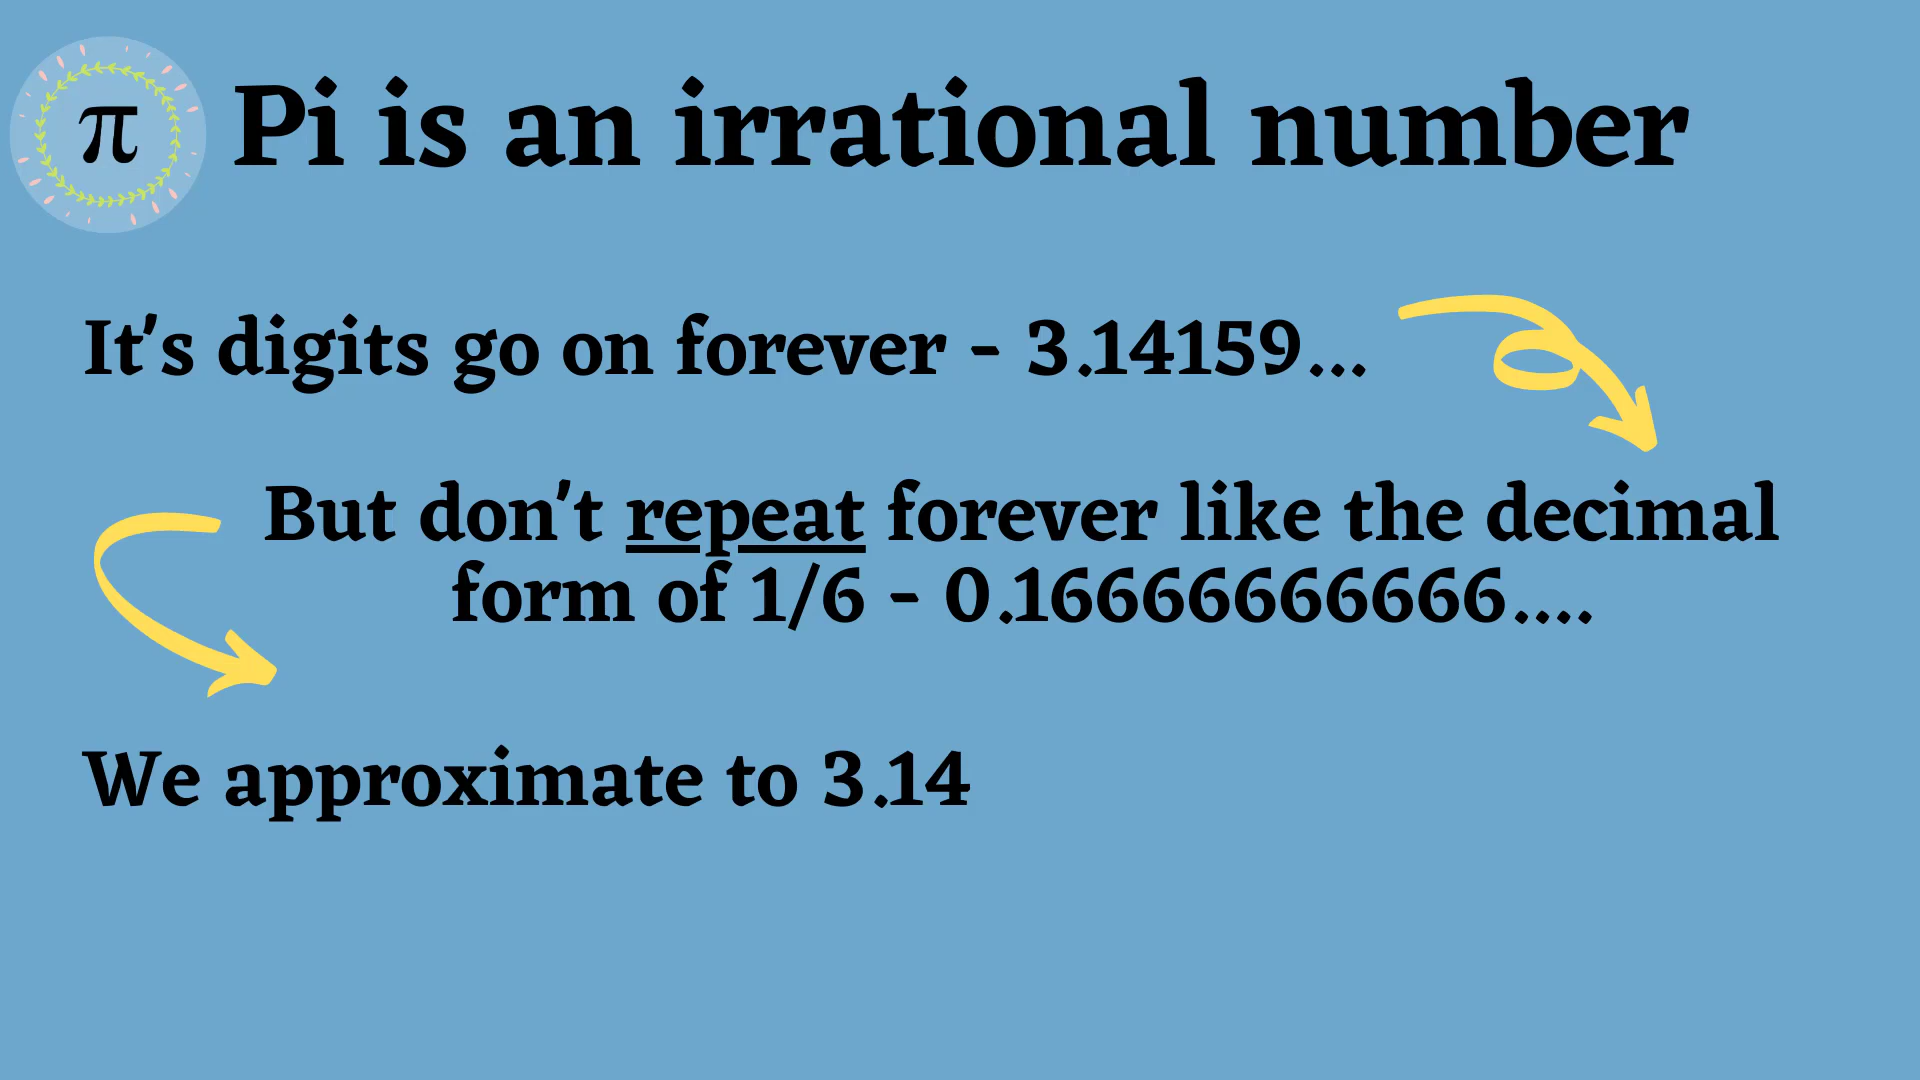 π
Pi is an irrational number
It's digits go on forever - 3.14159...
But don't repeat forever like the decimal
form of 1/6 - 0.16666666666....
We approximate to 3.14